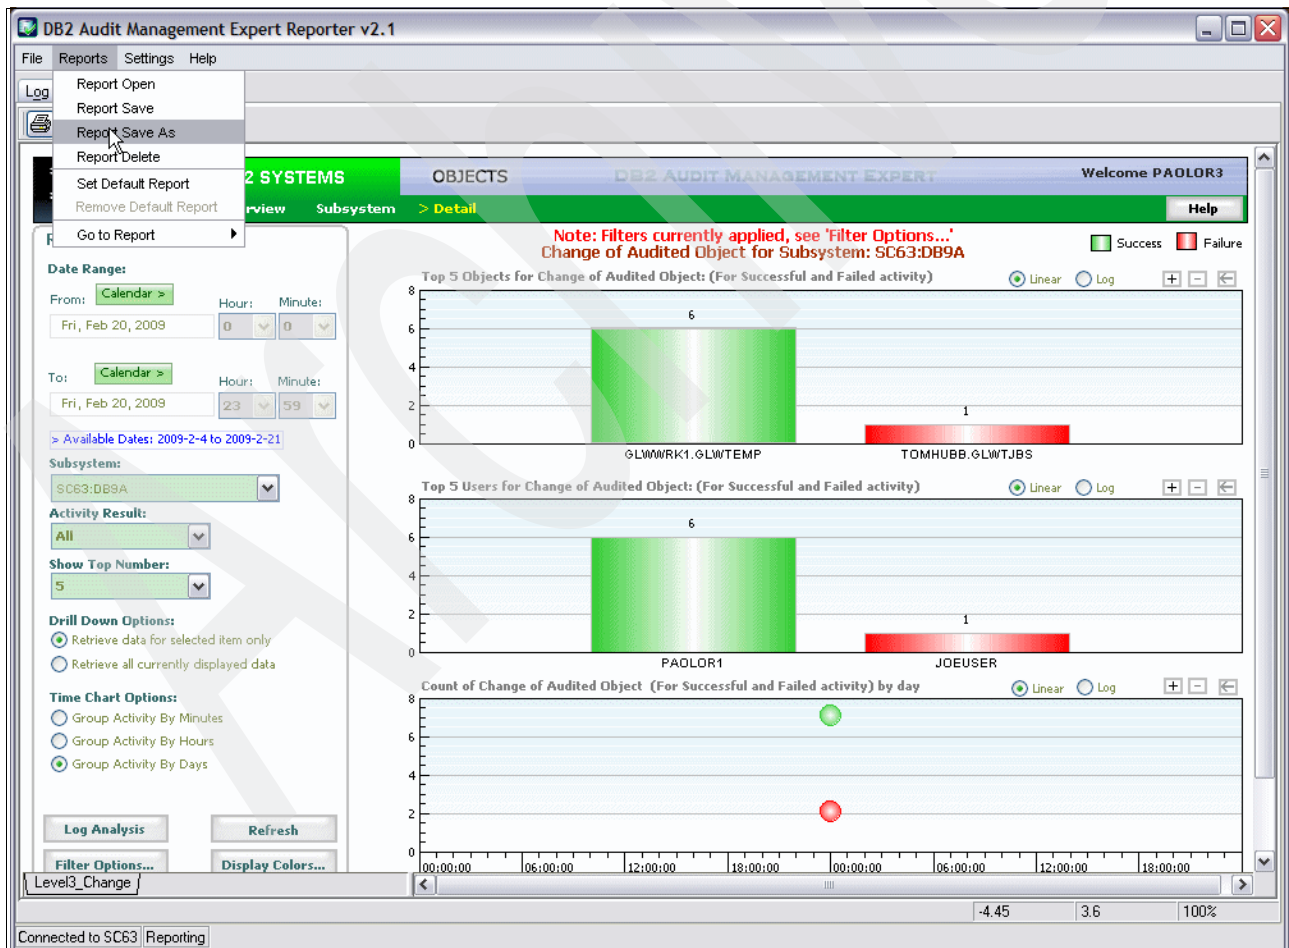 DB2 Audit Management Expert Reporter v2.1
File Reports Settings Help
Log
Report Open
Report Save
Report Save As
Report Delete
Set Default Report
Remove Default Report
Go to Report
2 SYSTEMS OBJECTS DB2 AUDIT MANAGEMENT EXPERT Welcome PAOLOR3
rview Subsystem > Detail Help
Note: Filters currently applied, see 'Filter Options...'
Change of Audited Object for Subsystem: SC63:DB9A
Success Failure
Date Range:
From: Calendar > Hour: Minute:
Fri, Feb 20, 2009 0 0
To: Calendar > Hour: Minute:
Fri, Feb 20, 2009 23 59
> Available Dates: 2009-2-4 to 2009-2-21
Subsystem:
SC63:DB9A
Activity Result:
All
Show Top Number:
5
Drill Down Options:
Retrieve data for selected item only
Retrieve all currently displayed data
Time Chart Options:
Group Activity By Minutes
Group Activity By Hours
Group Activity By Days
Log Analysis Refresh
Filter Options... Display Colors...
Top 5 Objects for Change of Audited Object: (For Successful and Failed activity) Linear Log
8
6
4
2
0
6
1
GLWWRK1.GLWTEMP TOMHUBB.GLWTJBS
Top 5 Users for Change of Audited Object: (For Successful and Failed activity) Linear Log
8
6
4
2
0
6
1
PAOLOR1 JOEUSER
Count of Change of Audited Object (For Successful and Failed activity) by day Linear Log
8
6
4
2
0
00:00:00 06:00:00 12:00:00 18:00:00 00:00:00 06:00:00 12:00:00 18:00:00
Level3_Change
-4.45 3.6 100%
Connected to SC63 Reporting